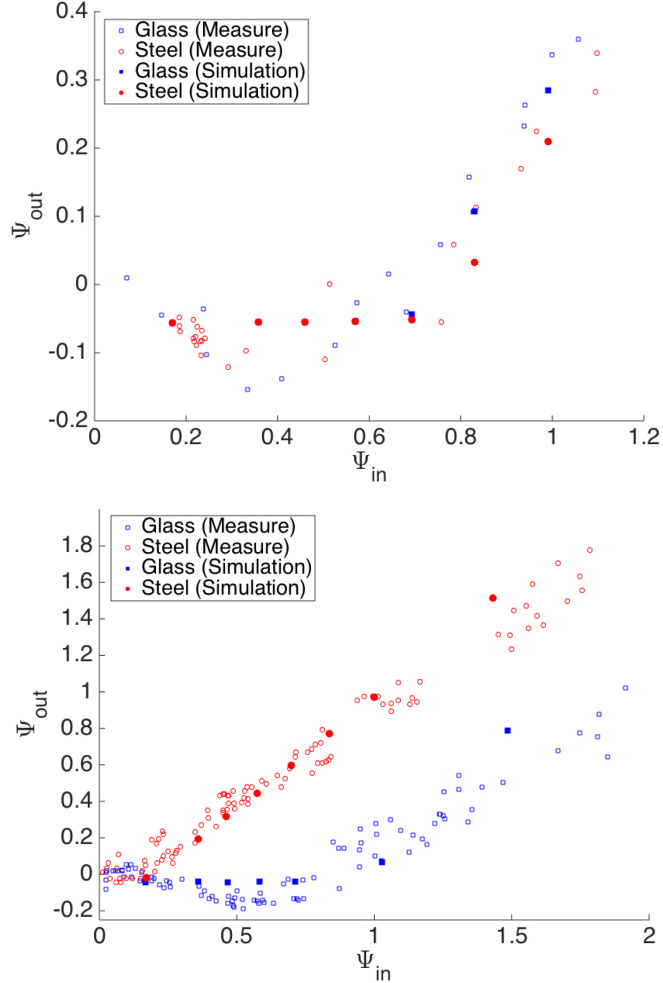 0.4
Glass (Measure)
Steel (Measure)
Glass (Simulation)
Steel (Simulation)
0.3
0.2
0.1
0
-0.1
-0.2
Ψout
0 0.2 0.4 0.6 0.8 1 1.2
Ψin
Glass (Measure)
Steel (Measure)
Glass (Simulation)
Steel (Simulation)
1.8
1.6
1.4
1.2
1
0.8
0.6
0.4
0.2
0
-0.2
Ψout
0 0.5 1 1.5 2
Ψin